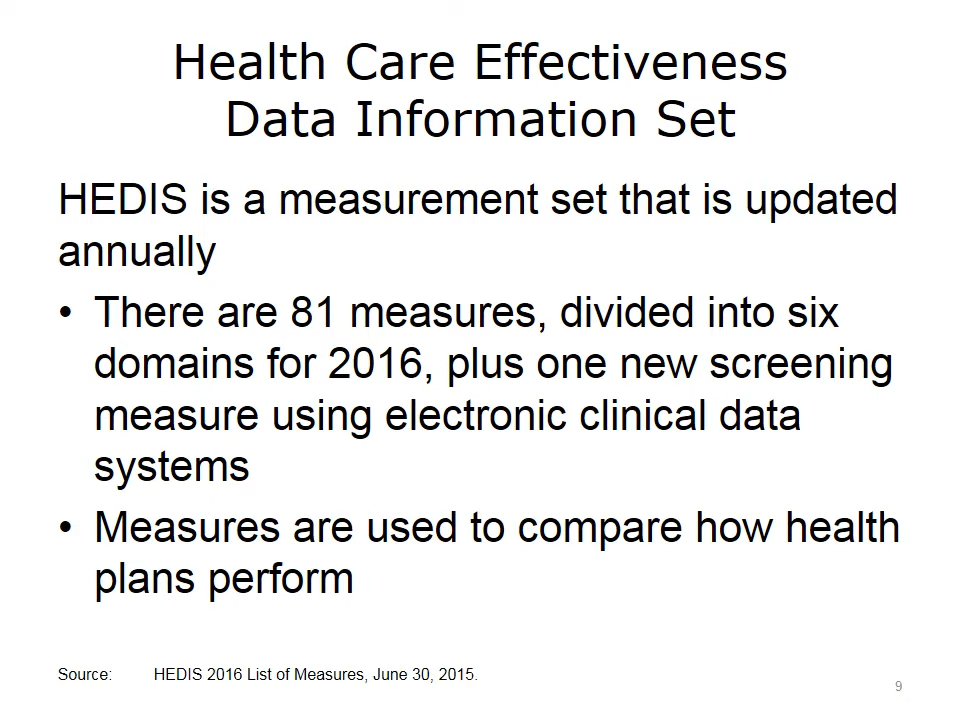 Health Care Effectiveness
Data Information Set
HEDIS is a measurement set that is updated
annually
• There are 81 measures, divided into six
domains for 2016, plus one new screening
measure using electronic clinical data
systems
• Measures are used to compare how health
plans perform
Source: HEDIS 2016 List of Measures, June 30, 2015.
9